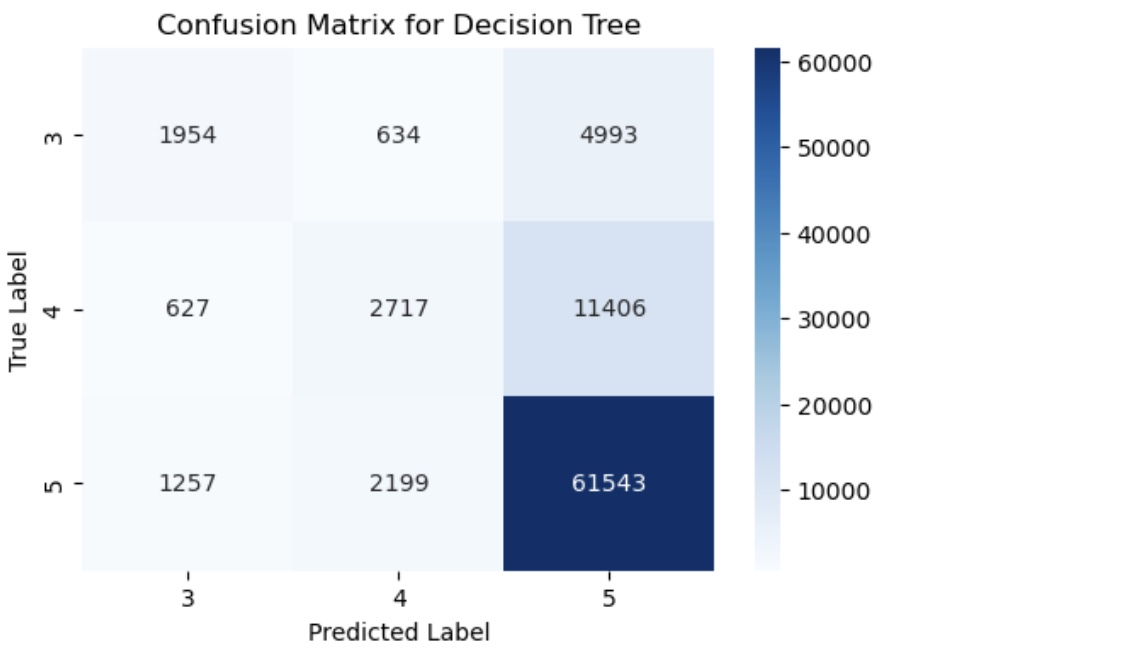 Confusion Matrix for Decision Tree
True Label
3 1954 634 4993
4 627 2717 11406
5 1257 2199 61543
3 4 5
Predicted Label
60000
50000
40000
30000
20000
10000